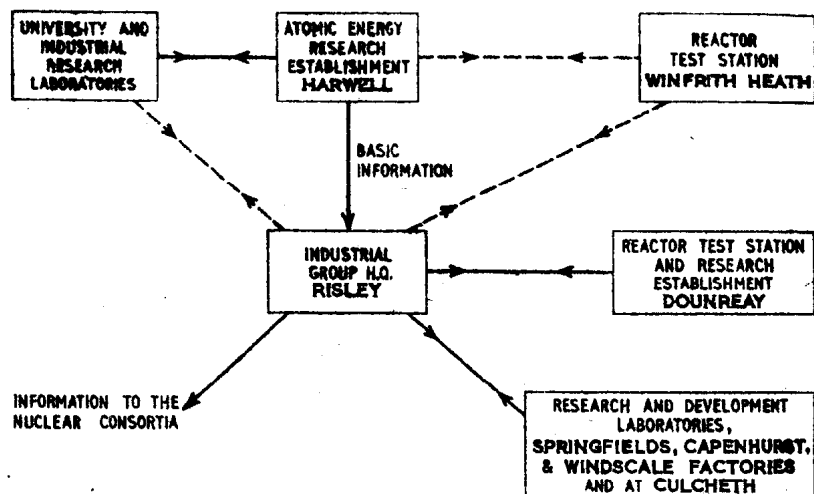 UNIVERSITY AND
INDUSTRIAL
RESEARCH
LABORATORIES
ATOMIC ENERGY
RESEARCH
ESTABLISHMENT
HARWELL
REACTOR
TEST STATION
WINFRITH HEATH
BASIC
INFORMATION
INDUSTRIAL
GROUP H.Q.
RISLEY
REACTOR TEST STATION
AND RESEARCH
ESTABLISHMENT
DOUNREAY
INFORMATION TO THE
NUCLEAR CONSORTIA
RESEARCH AND DEVELOPMENT
LABORATORIES,
SPRINGFIELDS, CAPENHURST,
& WINDSCALE FACTORIES
AND AT CULCHETH